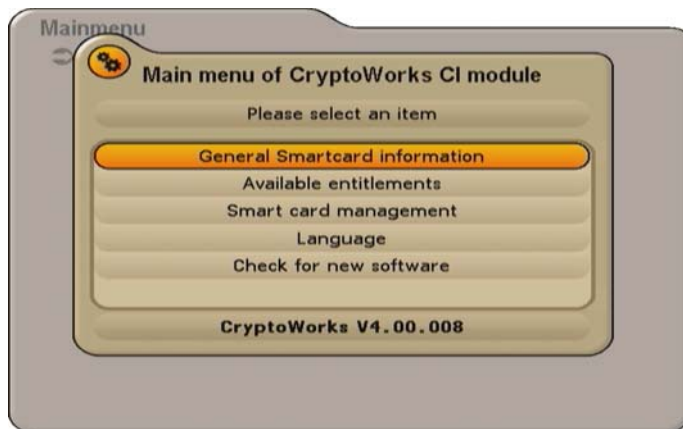 Mainmenu
Main menu of CryptoWorks CI module
Please select an item
General Smartcard information
Available entitlements
Smart card management
Language
Check for new software
CryptoWorks V4.00.008